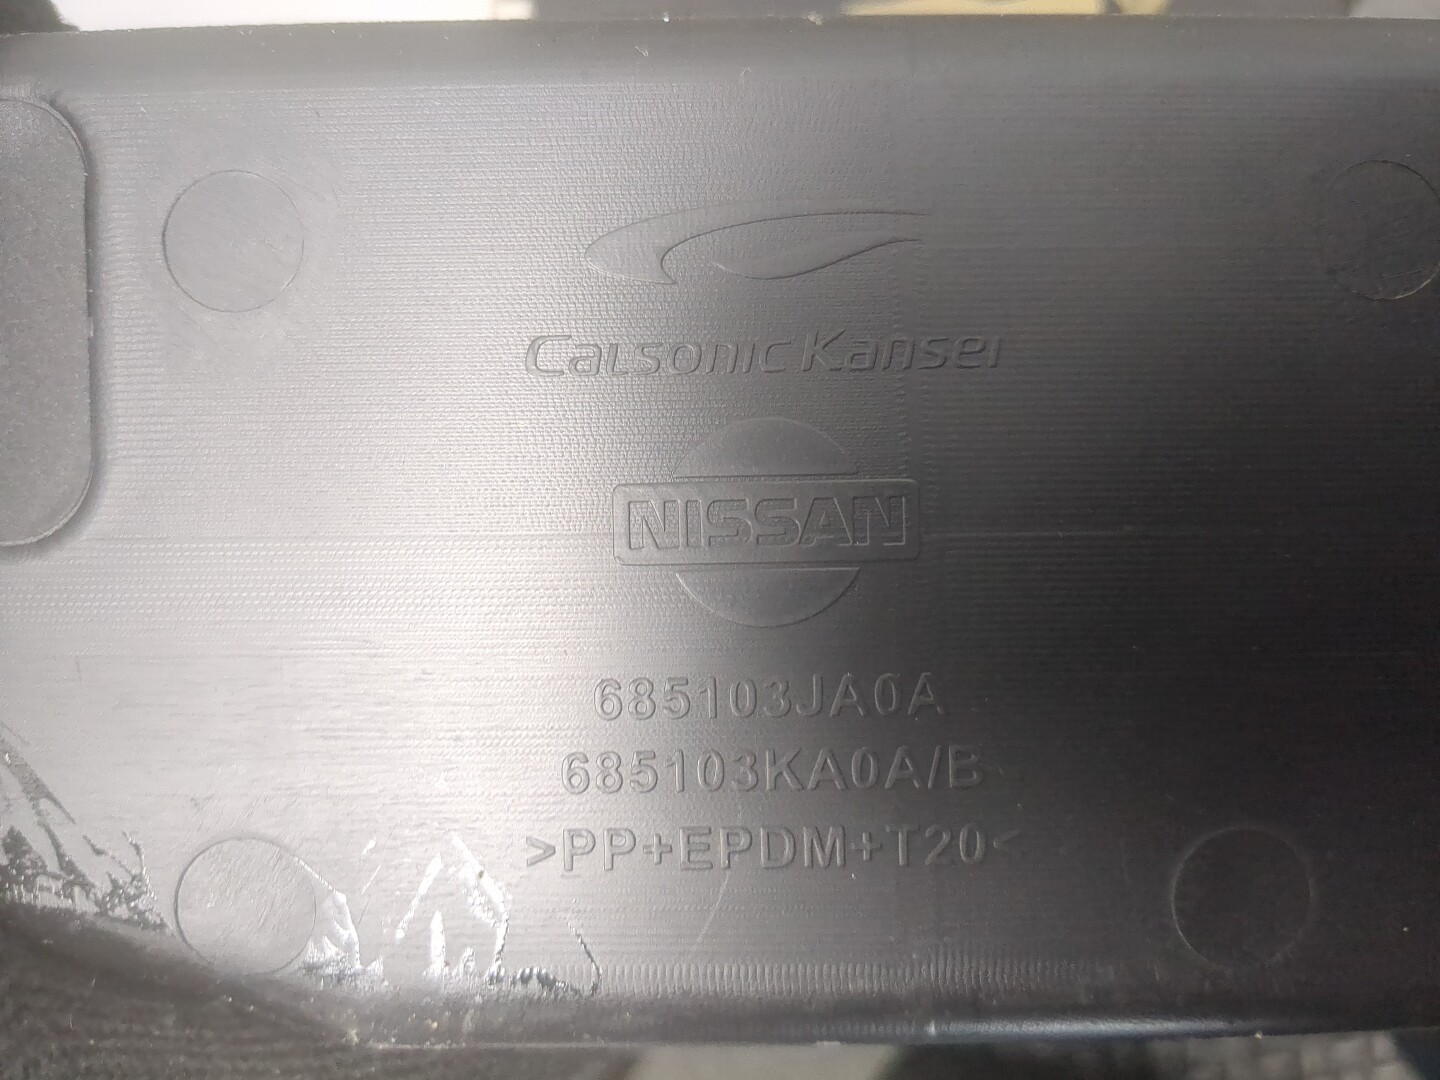 CalsonicKansei
NISSAN
685103JA0A
685103KA0A/B
>PP+EPDM+T20<